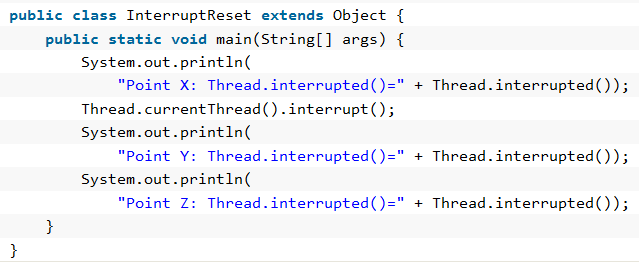 public class InterruptReset extends Object {
    public static void main(String[] args) {
        System.out.println(
            "Point X: Thread.interrupted()=" + Thread.interrupted());
        Thread.currentThread().interrupt();
        System.out.println(
            "Point Y: Thread.interrupted()=" + Thread.interrupted());
        System.out.println(
            "Point Z: Thread.interrupted()=" + Thread.interrupted());
    }
}